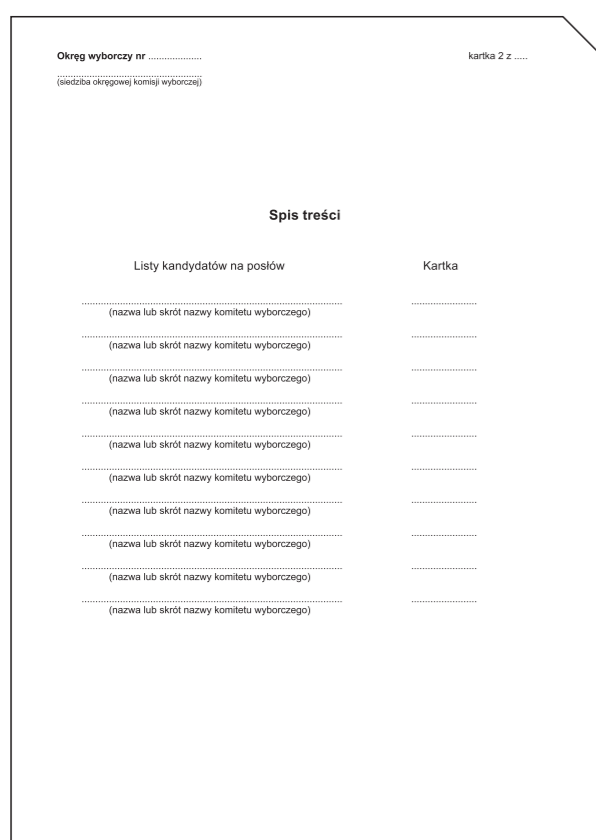 Okręg wyborczy nr .................... kartka 2 z .....
......................................................
(siedziba okręgowej komisji wyborczej)
Spis treści
Listy kandydatów na posłów Kartka
................................................................................................ ........................
(nazwa lub skrót nazwy komitetu wyborczego)
................................................................................................ ........................
(nazwa lub skrót nazwy komitetu wyborczego)
................................................................................................ ........................
(nazwa lub skrót nazwy komitetu wyborczego)
................................................................................................ ........................
(nazwa lub skrót nazwy komitetu wyborczego)
................................................................................................ ........................
(nazwa lub skrót nazwy komitetu wyborczego)
................................................................................................ ........................
(nazwa lub skrót nazwy komitetu wyborczego)
................................................................................................ ........................
(nazwa lub skrót nazwy komitetu wyborczego)
................................................................................................ ........................
(nazwa lub skrót nazwy komitetu wyborczego)
................................................................................................ ........................
(nazwa lub skrót nazwy komitetu wyborczego)
................................................................................................ ........................
(nazwa lub skrót nazwy komitetu wyborczego)